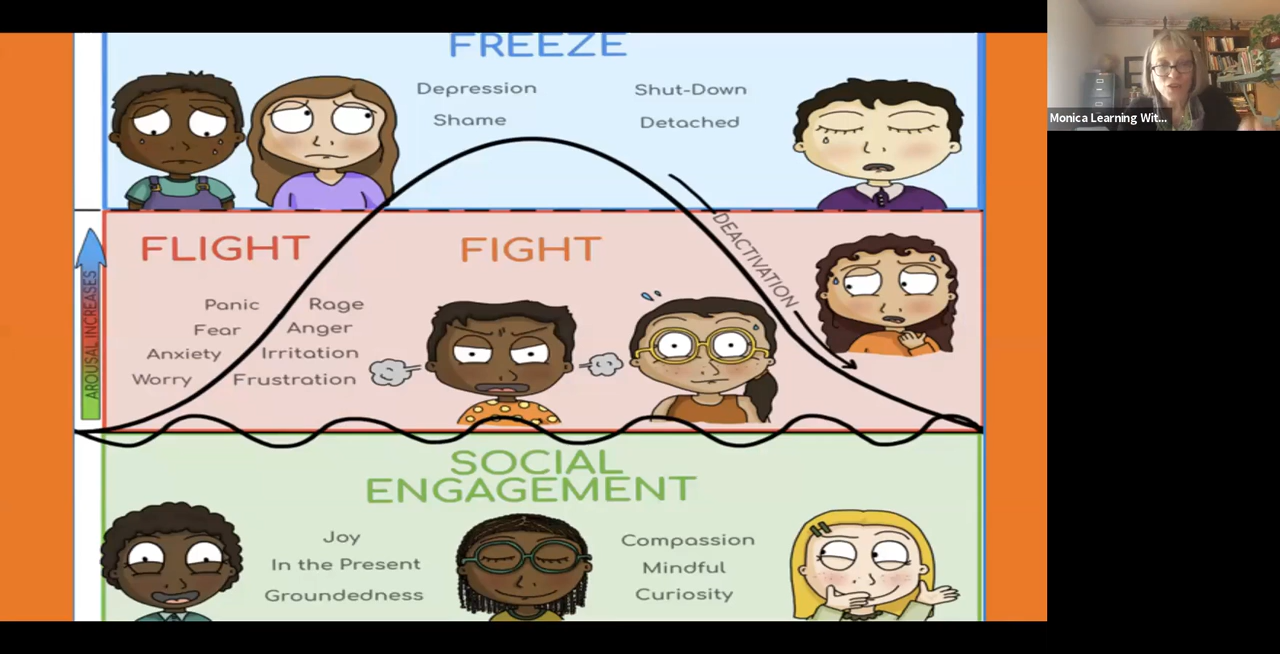 FREEZE
Depression
Shame
Shut-Down
Detached
Monica Learning Wit...
FLIGHT
FIGHT
DEACTIVATION
AROUSAL INCREASES
Panic Rage
Fear Anger
Anxiety Irritation
Worry Frustration
SOCIAL
ENGAGEMENT
Joy
In the Present
Groundedness
Compassion
Mindful
Curiosity